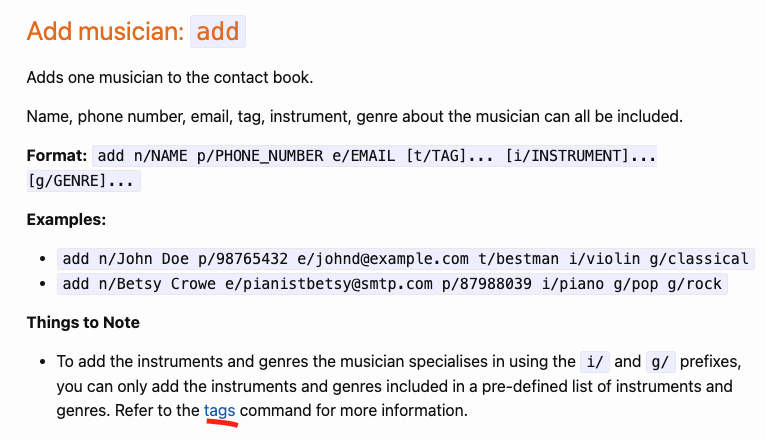 Add musician: add
Adds one musician to the contact book.
Name, phone number, email, tag, instrument, genre about the musician can all be included.
Format: add n/NAME p/PHONE_NUMBER e/EMAIL [t/TAG]... [i/INSTRUMENT]...
[g/GENRE]...
Examples:
• add n/John Doe p/98765432 e/johnd@example.com t/bestman i/violin g/classical
• add n/Betsy Crowe e/pianistbetsy@smtp.com p/87988039 i/piano g/pop g/rock
Things to Note
• To add the instruments and genres the musician specialises in using the i/ and g/ prefixes,
you can only add the instruments and genres included in a pre-defined list of instruments and
genres. Refer to the tags command for more information.